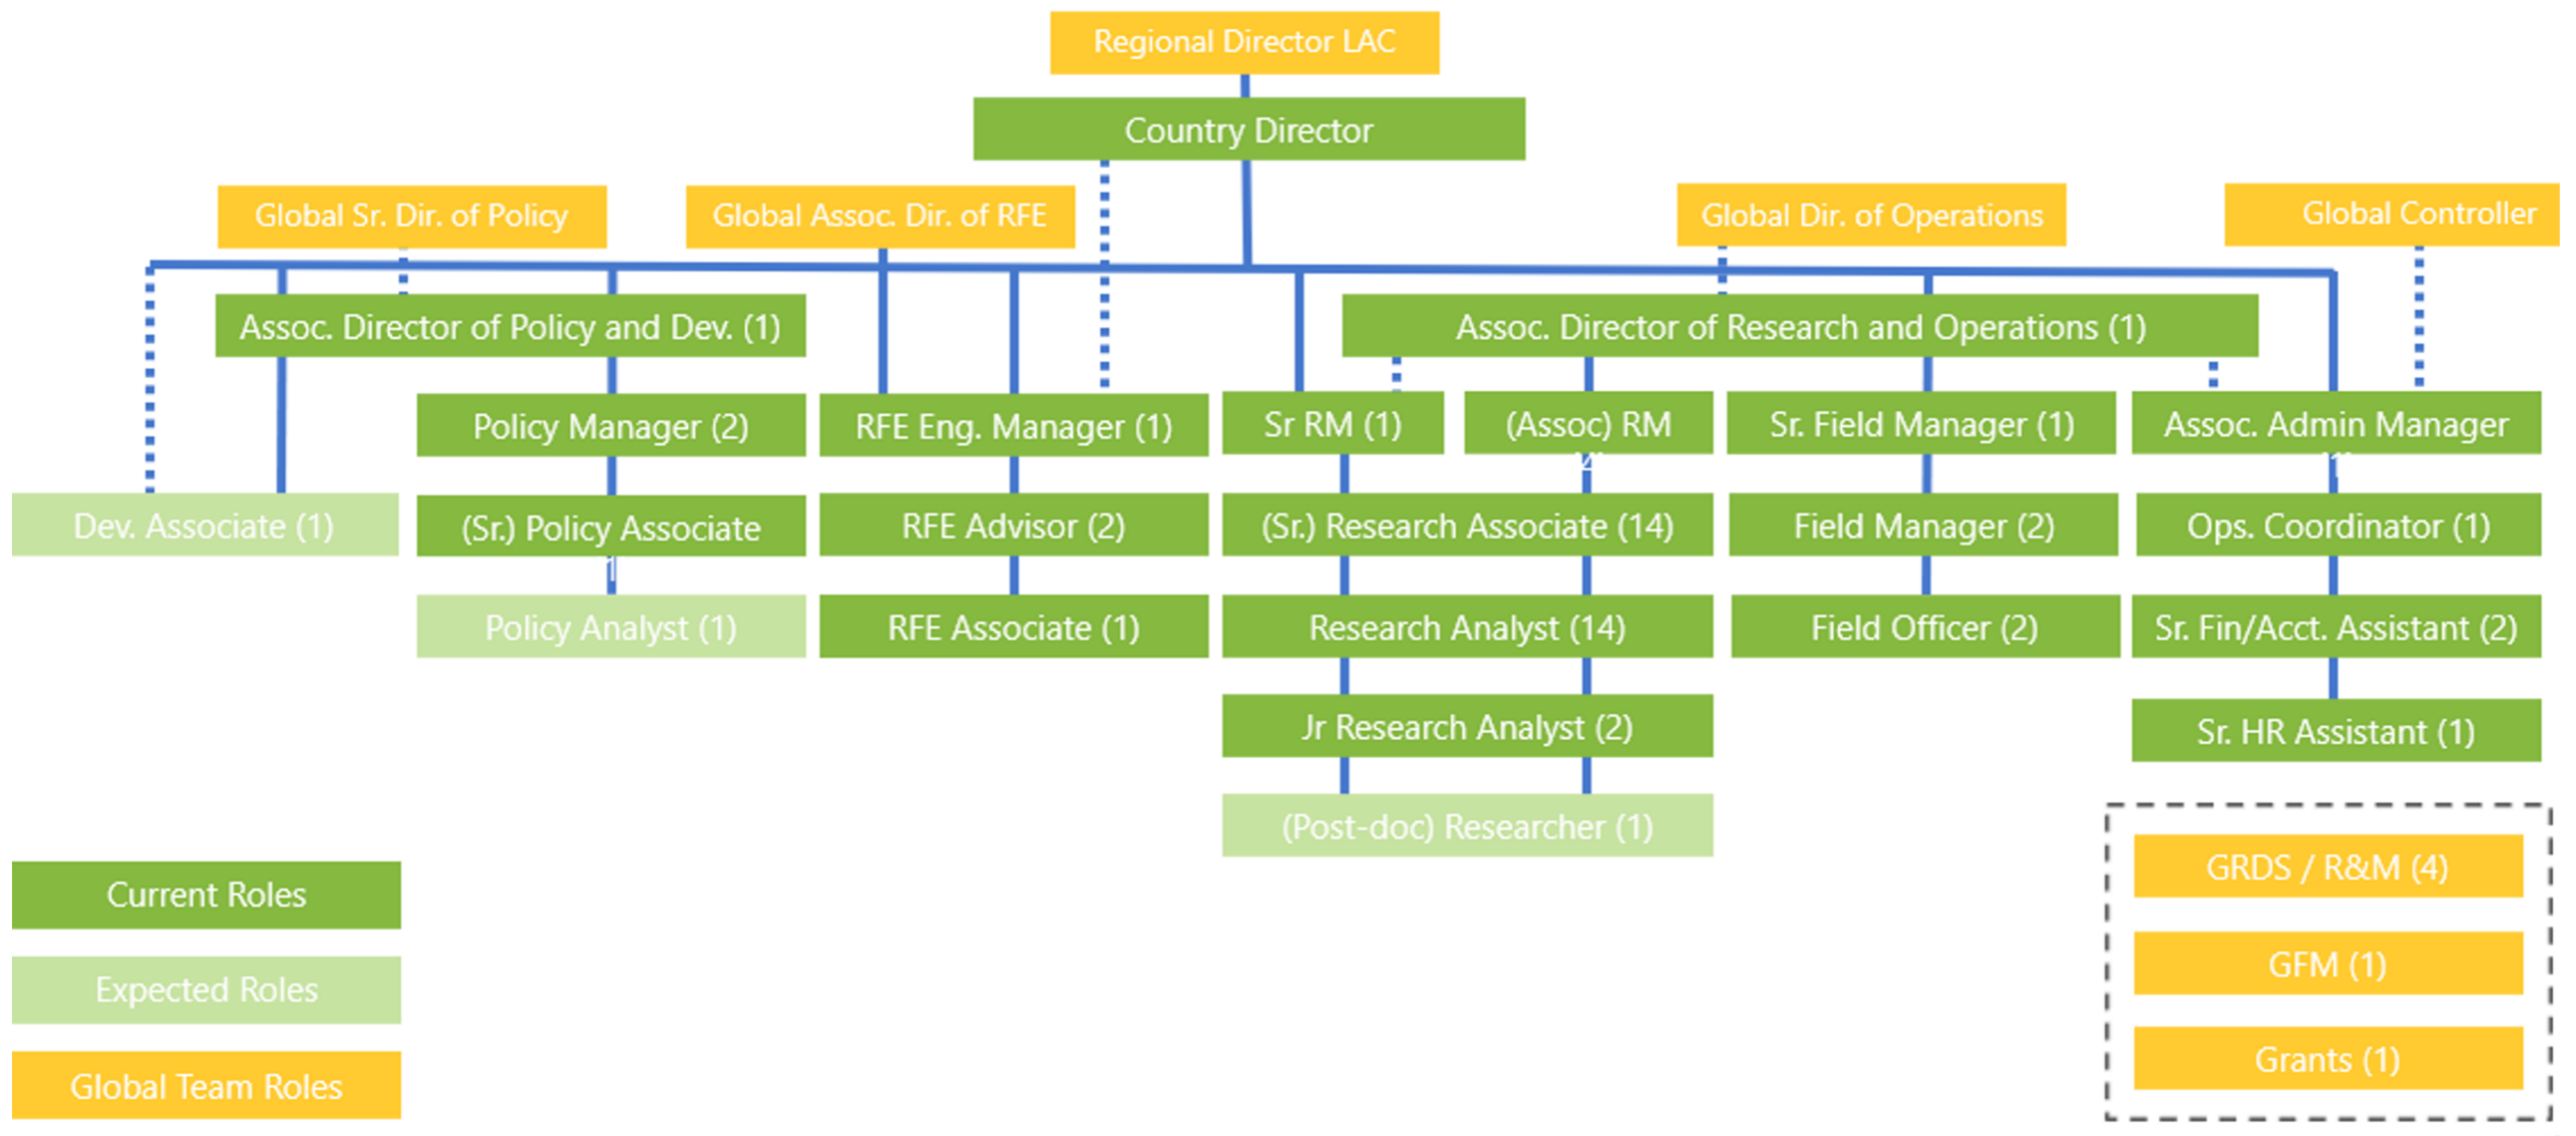 Regional Director LAC
Country Director
Global Sr. Dir. of Policy
Global Assoc. Dir. of RFE
Global Dir. of Operations
Global Controller
Assoc. Director of Policy and Dev. (1)
Assoc. Director of Research and Operations (1)
Policy Manager (2)
RFE Eng. Manager (1)
Sr RM (1)
(Assoc) RM
Sr. Field Manager (1)
Assoc. Admin Manager
Dev. Associate (1)
(Sr.) Policy Associate
RFE Advisor (2)
(Sr.) Research Associate (14)
Field Manager (2)
Ops. Coordinator (1)
Policy Analyst (1)
RFE Associate (1)
Research Analyst (14)
Field Officer (2)
Sr. Fin/Acct. Assistant (2)
Jr Research Analyst (2)
Sr. HR Assistant (1)
(Post-doc) Researcher (1)
Current Roles
Expected Roles
Global Team Roles
GRDS / R&M (4)
GFM (1)
Grants (1)